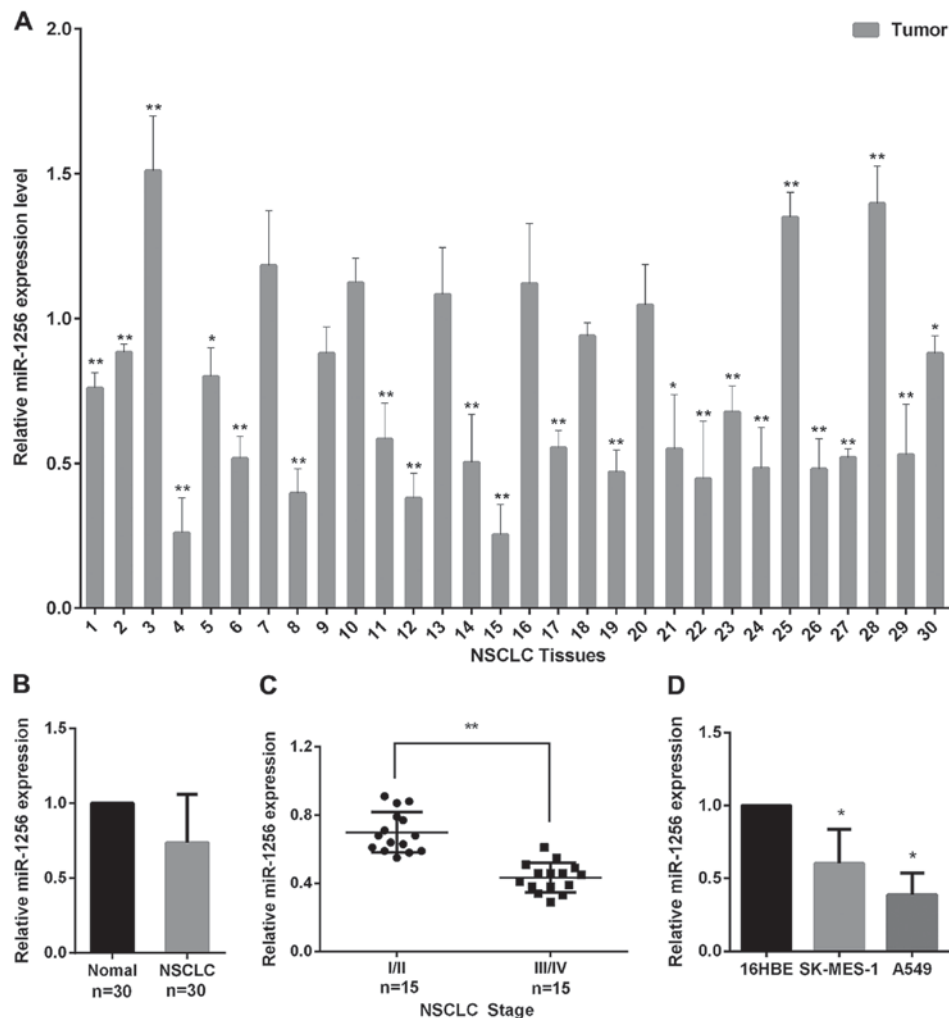 A
Tumor
2.0
1.5
1.0
0.5
0.0
Relative miR-1256 expression level
** ** ** ** * ** ** ** ** ** ** ** ** * ** ** ** ** ** ** ** ** *
1 2 3 4 5 6 7 8 9 10 11 12 13 14 15 16 17 18 19 20 21 22 23 24 25 26 27 28 29 30
NSCLC Tissues
B
Relative miR-1256 expression
1.5
1.0
0.5
0.0
Nomal NSCLC
n=30 n=30
C
Relative miR-1256 expression
1.2
0.8
0.4
0.0
**
I/II III/IV
n=15 n=15
NSCLC Stage
D
Relative miR-1256 expression
1.5
1.0
0.5
0.0
* *
16HBE SK-MES-1 A549